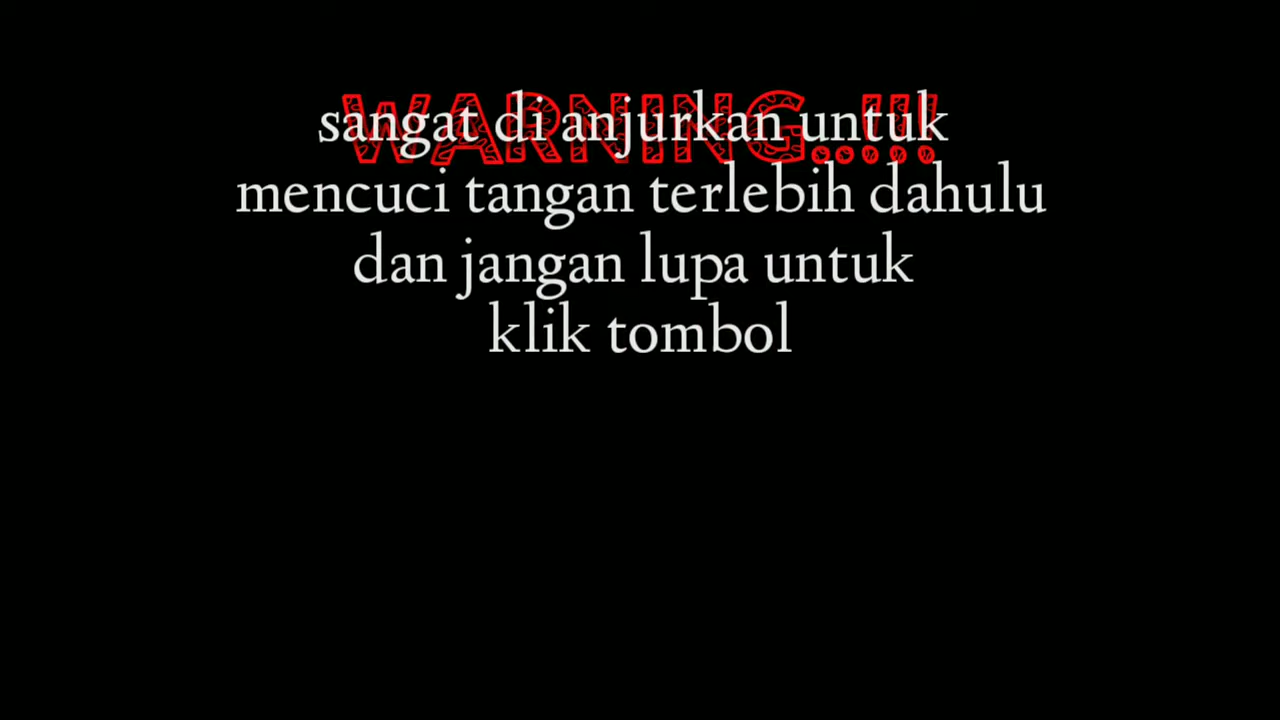 WARNING..!!!
sangat di anjurkan untuk
mencuci tangan terlebih dahulu
dan jangan lupa untuk
klik tombol